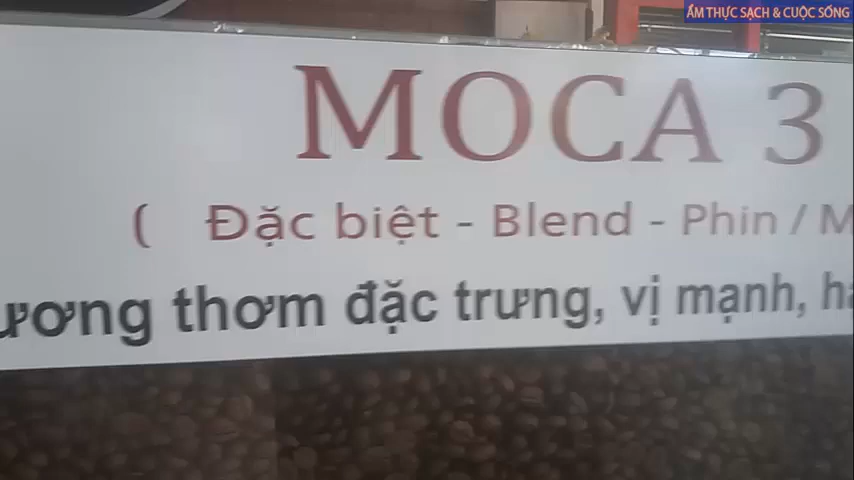 ẨM THỰC SẠCH & CUỘC SỐNG
MOCA 3
( Đặc biệt - Blend - Phin / M
ương thơm đặc trưng, vị mạnh,